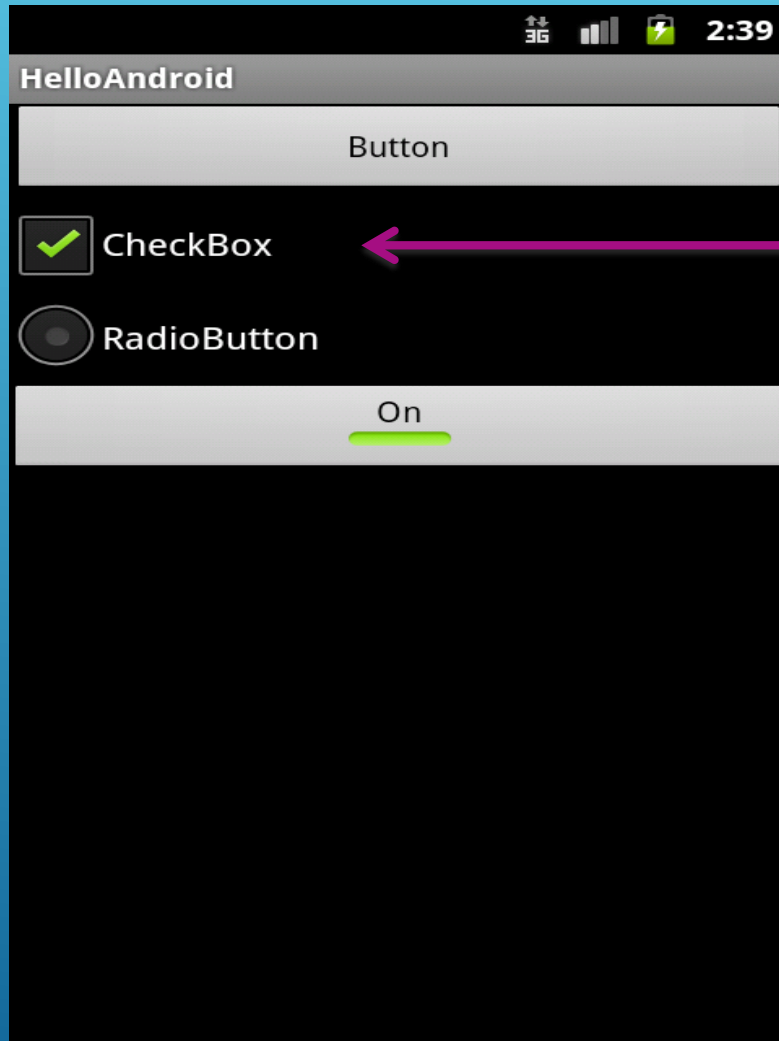 3G 2:39
HelloAndroid
Button
CheckBox
RadioButton
On